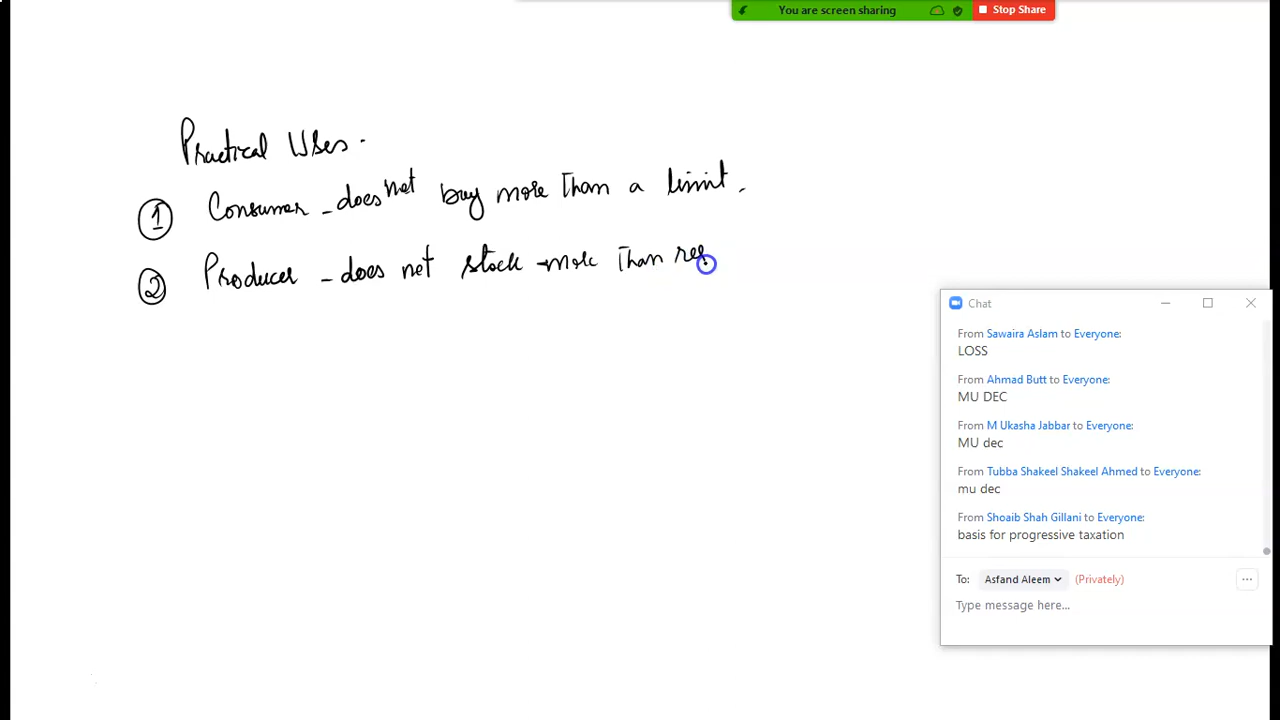 You are screen sharing
Stop Share
Practical Uses.
1 Consumer - does not buy more than a limit.
2 Producer - does not stock more than
Chat
From Sawaira Aslam to Everyone:
LOSS
From Ahmad Butt to Everyone:
MU DEC
From M Ukasha Jabbar to Everyone:
MU dec
From Tubba Shakeel Shakeel Ahmed to Everyone:
mu dec
From Shoaib Shah Gillani to Everyone:
basis for progressive taxation
To: Asfand Aleem (Privately)
Type message here...